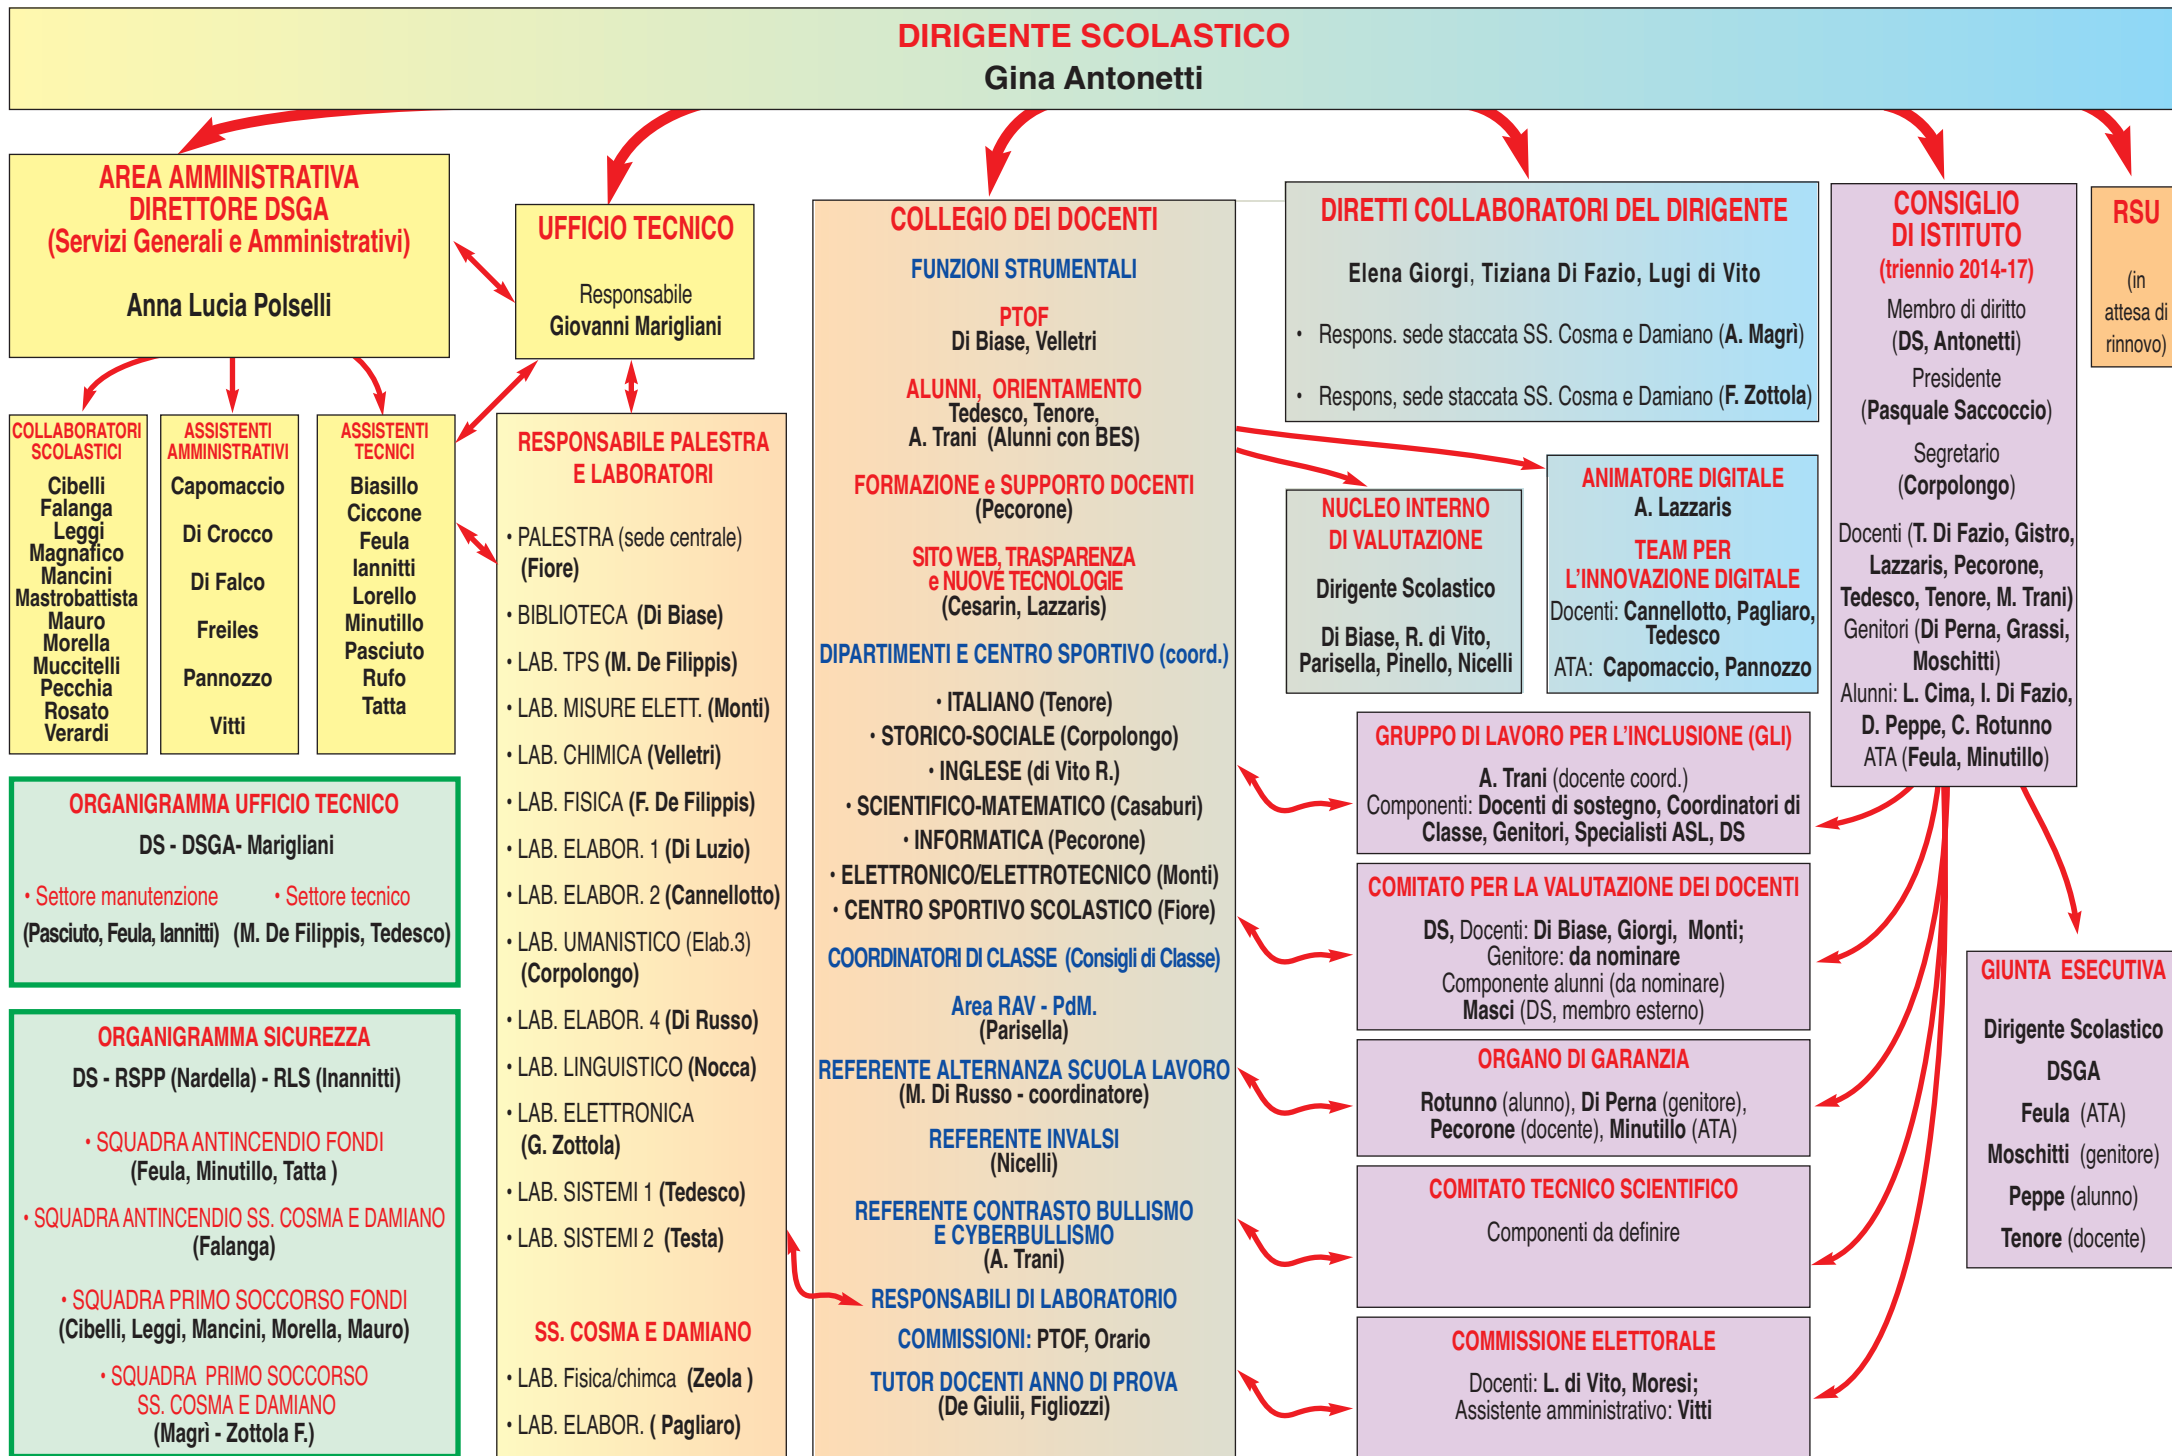 DIRIGENTE SCOLASTICO
Gina Antonetti
AREA AMMINISTRATIVA
DIRETTORE DSGA
(Servizi Generali e Amministrativi)
Anna Lucia Polselli
UFFICIO TECNICO
Responsabile
Giovanni Marigliani
COLLABORATORI
SCOLASTICI
Cibelli
Falanga
Leggi
Magnafico
Mancini
Mastrobattista
Mauro
Morella
Muccitelli
Pecchia
Rosato
Verardi
ASSISTENTI
AMMINISTRATIVI
Capomaccio
Di Crocco
Di Falco
Freiles
Pannozzo
Vitti
ASSISTENTI
TECNICI
Biasillo
Ciccone
Feula
Iannitti
Lorello
Minutillo
Pasciuto
Rufo
Tatta
ORGANIGRAMMA UFFICIO TECNICO
DS - DSGA- Marigliani
• Settore manutenzione
(Pasciuto, Feula, Iannitti)
• Settore tecnico
(M. De Filippis, Tedesco)
ORGANIGRAMMA SICUREZZA
DS - RSPP (Nardella) - RLS (Inannitti)
• SQUADRA ANTINCENDIO FONDI
(Feula, Minutillo, Tatta )
• SQUADRA ANTINCENDIO SS. COSMA E DAMIANO
(Falanga)
• SQUADRA PRIMO SOCCORSO FONDI
(Cibelli, Leggi, Mancini, Morella, Mauro)
• SQUADRA PRIMO SOCCORSO
SS. COSMA E DAMIANO
(Magrì - Zottola F.)
RESPONSABILE PALESTRA
E LABORATORI
• PALESTRA (sede centrale)
(Fiore)
• BIBLIOTECA (Di Biase)
• LAB. TPS (M. De Filippis)
• LAB. MISURE ELETT. (Monti)
• LAB. CHIMICA (Velletri)
• LAB. FISICA (F. De Filippis)
• LAB. ELABOR. 1 (Di Luzio)
• LAB. ELABOR. 2 (Cannellotto)
• LAB. UMANISTICO (Elab.3)
(Corpolongo)
• LAB. ELABOR. 4 (Di Russo)
• LAB. LINGUISTICO (Nocca)
• LAB. ELETTRONICA
(G. Zottola)
• LAB. SISTEMI 1 (Tedesco)
• LAB. SISTEMI 2 (Testa)
SS. COSMA E DAMIANO
• LAB. Fisica/chimca (Zeola )
• LAB. ELABOR. ( Pagliaro)
COLLEGIO DEI DOCENTI
FUNZIONI STRUMENTALI
PTOF
Di Biase, Velletri
ALUNNI, ORIENTAMENTO
Tedesco, Tenore,
A. Trani (Alunni con BES)
FORMAZIONE e SUPPORTO DOCENTI
(Pecorone)
SITO WEB, TRASPARENZA
e NUOVE TECNOLOGIE
(Cesarin, Lazzaris)
DIPARTIMENTI E CENTRO SPORTIVO (coord.)
• ITALIANO (Tenore)
• STORICO-SOCIALE (Corpolongo)
• INGLESE (di Vito R.)
• SCIENTIFICO-MATEMATICO (Casaburi)
• INFORMATICA (Pecorone)
• ELETTRONICO/ELETTROTECNICO (Monti)
• CENTRO SPORTIVO SCOLASTICO (Fiore)
COORDINATORI DI CLASSE (Consigli di Classe)
Area RAV - PdM.
(Parisella)
REFERENTE ALTERNANZA SCUOLA LAVORO
(M. Di Russo - coordinatore)
REFERENTE INVALSI
(Nicelli)
REFERENTE CONTRASTO BULLISMO
E CYBERBULLISMO
(A. Trani)
RESPONSABILI DI LABORATORIO
COMMISSIONI: PTOF, Orario
TUTOR DOCENTI ANNO DI PROVA
(De Giulii, Figliozzi)
DIRETTI COLLABORATORI DEL DIRIGENTE
Elena Giorgi, Tiziana Di Fazio, Lugi di Vito
• Respons. sede staccata SS. Cosma e Damiano (A. Magrì)
• Respons, sede staccata SS. Cosma e Damiano (F. Zottola)
NUCLEO INTERNO
DI VALUTAZIONE
Dirigente Scolastico
Di Biase, R. di Vito,
Parisella, Pinello, Nicelli
ANIMATORE DIGITALE
A. Lazzaris
TEAM PER
L'INNOVAZIONE DIGITALE
Docenti: Cannellotto, Pagliaro,
Tedesco
ATA: Capomaccio, Pannozzo
GRUPPO DI LAVORO PER L'INCLUSIONE (GLI)
A. Trani (docente coord.)
Componenti: Docenti di sostegno, Coordinatori di
Classe, Genitori, Specialisti ASL, DS
COMITATO PER LA VALUTAZIONE DEI DOCENTI
DS, Docenti: Di Biase, Giorgi, Monti;
Genitore: da nominare
Componente alunni (da nominare)
Masci (DS, membro esterno)
ORGANO DI GARANZIA
Rotunno (alunno), Di Perna (genitore),
Pecorone (docente), Minutillo (ATA)
COMITATO TECNICO SCIENTIFICO
Componenti da definire
COMMISSIONE ELETTORALE
Docenti: L. di Vito, Moresi;
Assistente amministrativo: Vitti
CONSIGLIO
DI ISTITUTO
(triennio 2014-17)
Membro di diritto
(DS, Antonetti)
Presidente
(Pasquale Saccoccio)
Segretario
(Corpolongo)
Docenti (T. Di Fazio, Gistro,
Lazzaris, Pecorone,
Tedesco, Tenore, M. Trani)
Genitori (Di Perna, Grassi,
Moschitti)
Alunni: L. Cima, I. Di Fazio,
D. Peppe, C. Rotunno
ATA (Feula, Minutillo)
RSU
(in
attesa di
rinnovo)
GIUNTA ESECUTIVA
Dirigente Scolastico
DSGA
Feula (ATA)
Moschitti (genitore)
Peppe (alunno)
Tenore (docente)